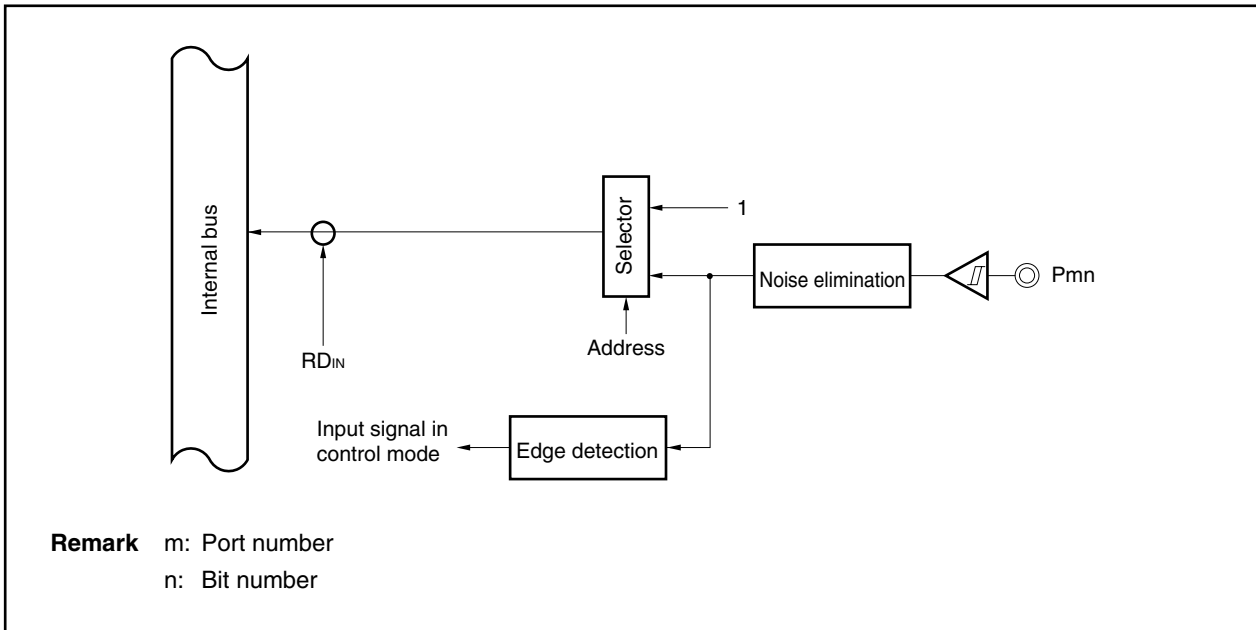 Internal bus
RDIN
Selector
1
Address
Noise elimination
Pmn
Input signal in
control mode
Edge detection
Remark m: Port number
n: Bit number